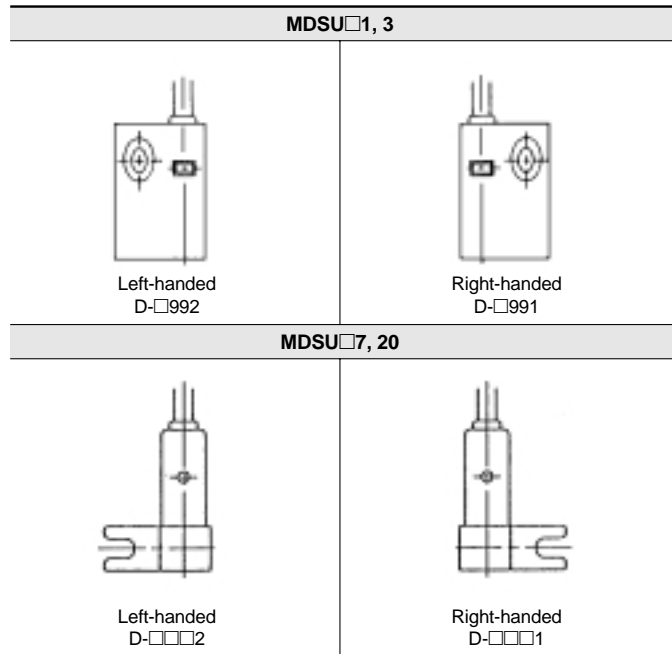 MDSU□1, 3
Left-handed
D-□992
Right-handed
D-□991
MDSU□7, 20
Left-handed
D-□□□2
Right-handed
D-□□□1